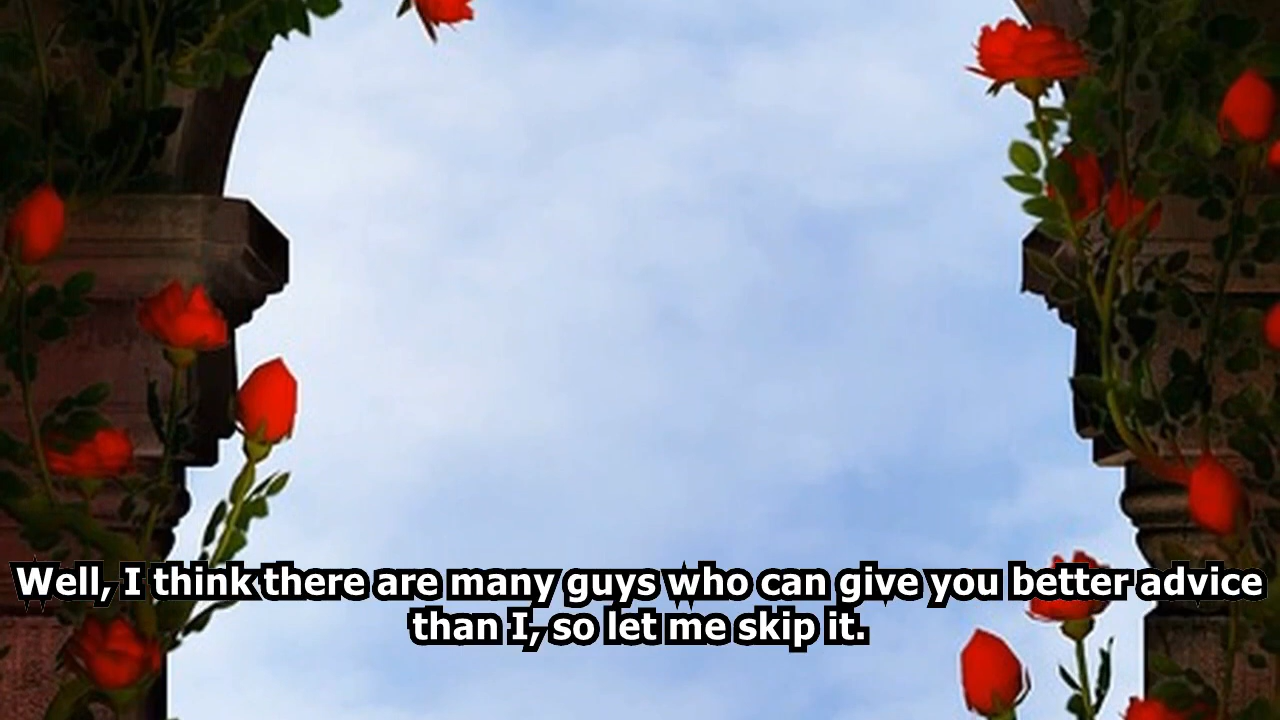 Well, I think there are many guys who can give you better advice
than I, so let me skip it.